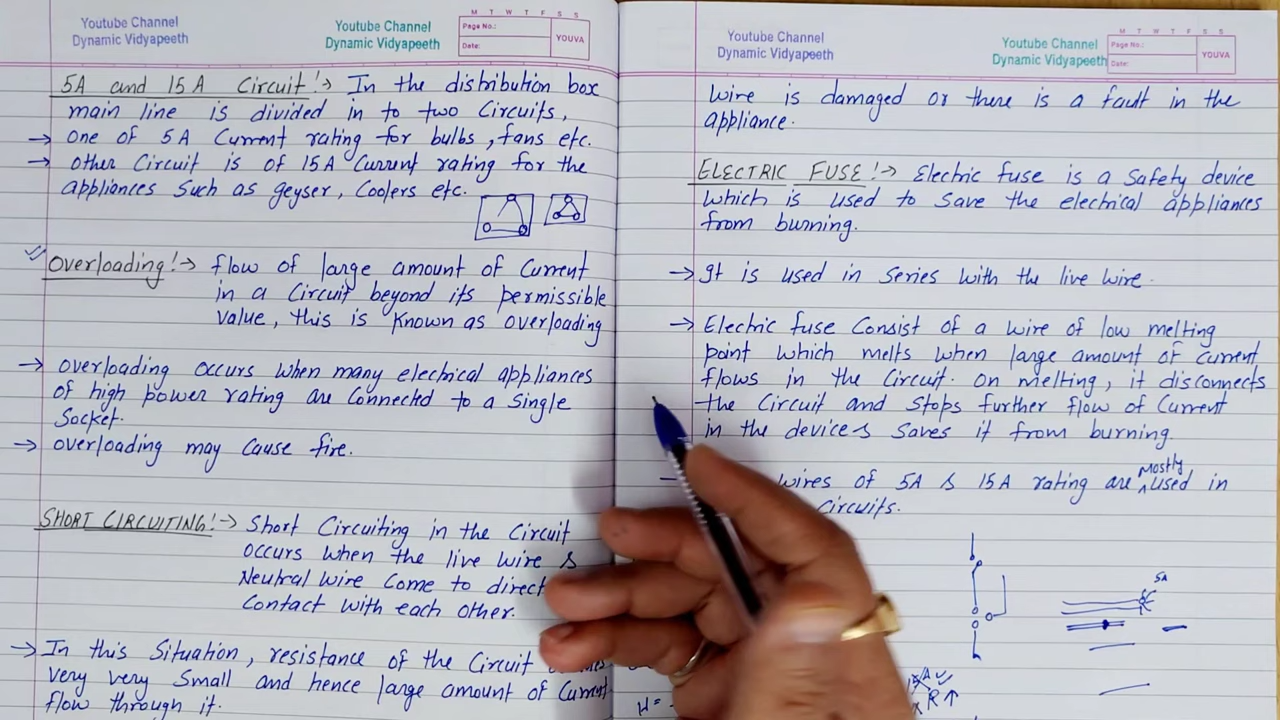 Youtube Channel
Dynamic Vidyapeeth
Youtube Channel
Dynamic Vidyapeeth
M T W T F S S
Page No.:
Date:
YOUVA
5A and 15A Circuit :→ In the distribution box
main line is divided in to two Circuits,
→ one of 5A Current rating for bulbs, fans etc.
→ other Circuit is of 15A Current rating for the
appliances such as geyser, Coolers etc.
Overloading :→ flow of large amount of Current
in a Circuit beyond its permissible
value, this is known as overloading
→ overloading occurs when many electrical appliances
of high power rating are Connected to a single
Socket.
→ overloading may cause fire.
SHORT CIRCUITING :→ Short Circuiting in the Circuit
occurs when the live wire &
Neutral wire Come to direct
Contact with each other.
→ In this Situation, resistance of the Circuit
very very Small and hence large amount of Current
flow through it.
Youtube Channel
Dynamic Vidyapeeth
Youtube Channel
Dynamic Vidyapeeth
M T W T F S S
Page No.:
Date:
YOUVA
wire is damaged or there is a fault in the
appliance.
ELECTRIC FUSE :→ Electric fuse is a Safety device
which is used to save the electrical appliances
from burning.
→ It is used in series with the live wire.
→ Electric fuse Consist of a wire of low melting
point which melts when large amount of Current
flows in the Circuit. on melting, it disconnects
the Circuit and stops further flow of Current
in the device & saves it from burning.
wires of 5A & 15A rating are mostly used in
Circuits.
5A
R ↑
H =